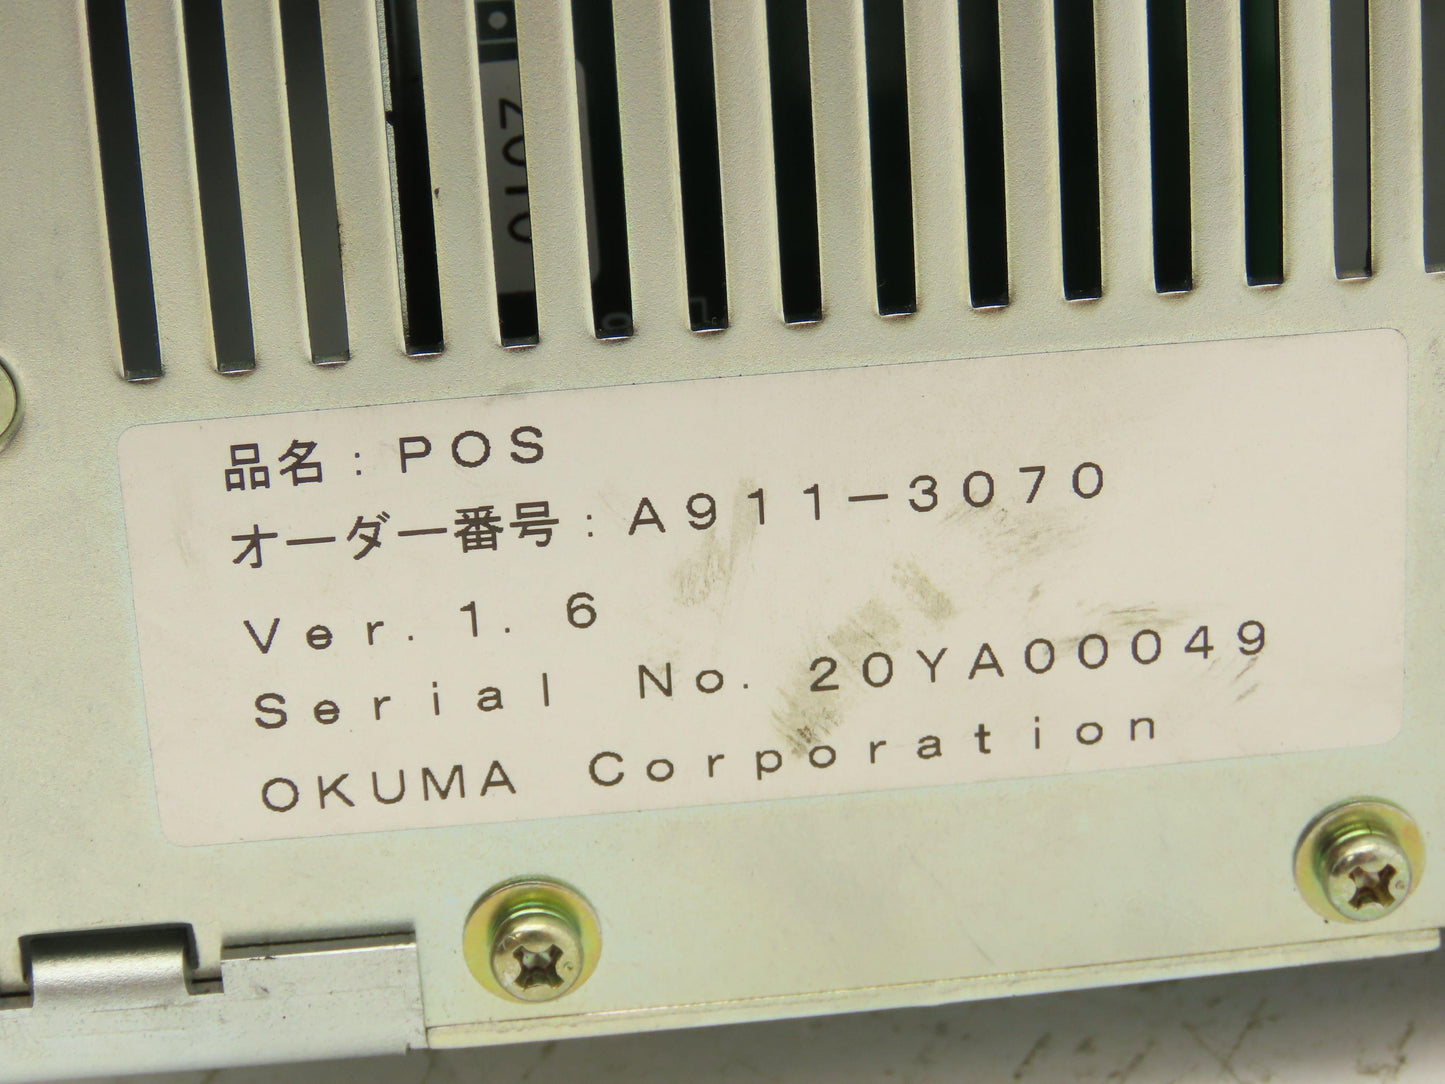 品名：POS
オーダー番号：A911-3070
Ver.1.6
Serial No.20YA00049
OKUMA Corporation